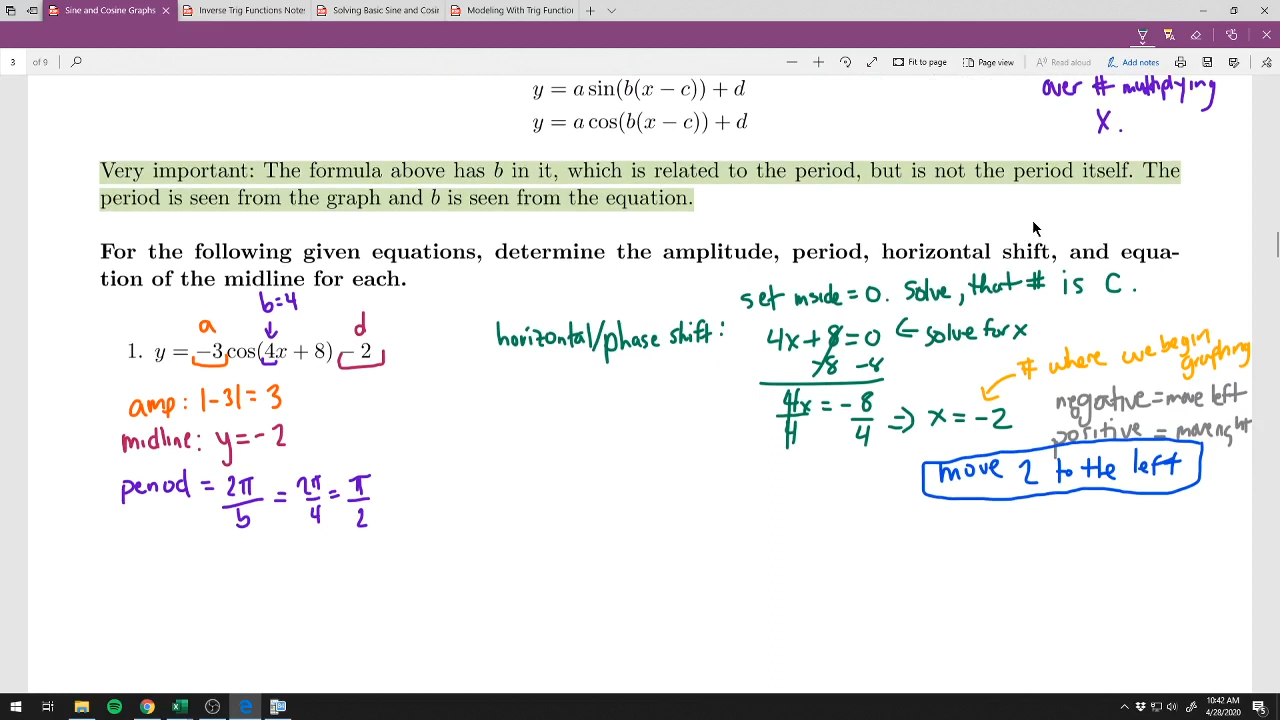 Sine and Cosine Graphs
Inverse Trig Functions Notes
Solving Basic Sine and Cosin
Modeling With Trig Function
3 of 9
Fit to page
Page view
Read aloud
Add notes
y = a sin(b(x − c)) + d
y = a cos(b(x − c)) + d
over # multiplying
x.
Very important: The formula above has b in it, which is related to the period, but is not the period itself. The
period is seen from the graph and b is seen from the equation.
For the following given equations, determine the amplitude, period, horizontal shift, and equa-
tion of the midline for each.
set inside = 0. Solve, that # is C.
b=4
a
d
1. y = −3 cos(4x + 8) − 2
horizontal/phase shift:
4x + 8 = 0 ← solve for x
-8 -8
4x = -8 ⇒ x = -2
4 4
# where we begin
graphing
negative = move left
positive = move right
move 2 to the left
amp: |-3| = 3
midline: y = -2
period = 2π = 2π = π
b 4 2
10:42 AM
4/28/2020